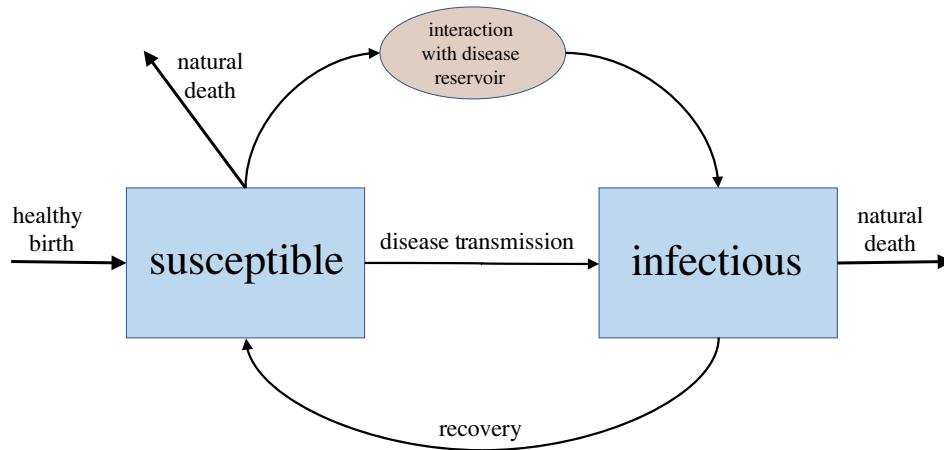 interaction
with disease
reservoir
natural
death
healthy
birth
susceptible
disease transmission
infectious
natural
death
recovery